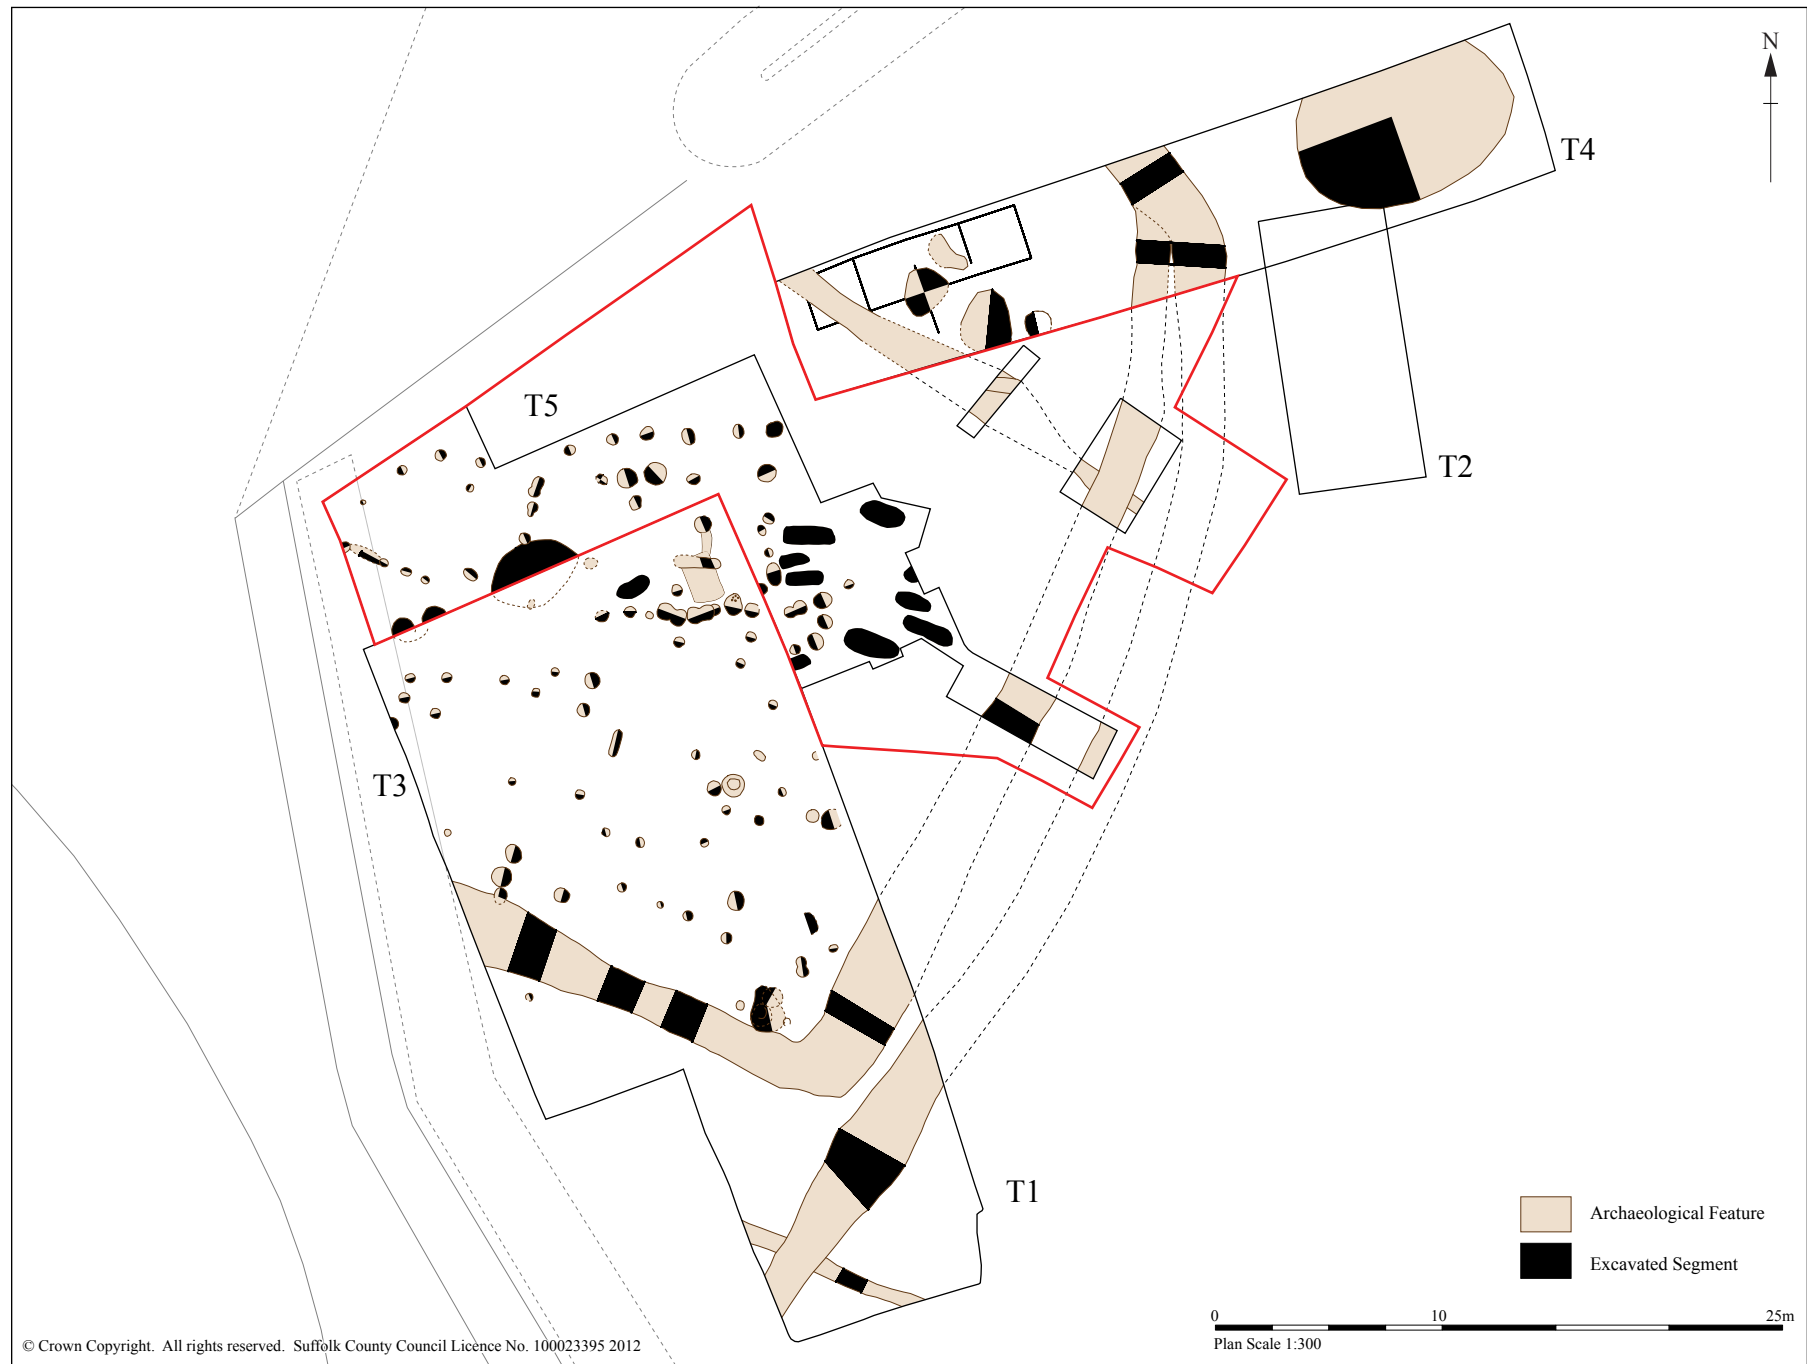 N
T4
T5
T2
T3
T1
Archaeological Feature
Excavated Segment
0 10 25m
Plan Scale 1:300
© Crown Copyright. All rights reserved. Suffolk County Council Licence No. 100023395 2012